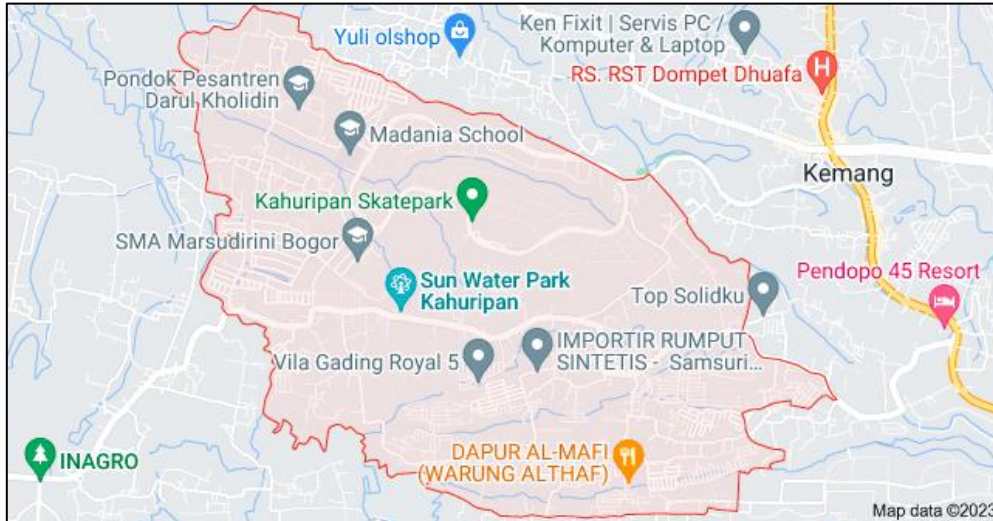 Yuli olshop
Ken Fixit | Servis PC /
Komputer & Laptop
RS. RST Dompet Dhuafa
H
Pondok Pesantren
Darul Kholidin
Madania School
Kemang
Kahuripan Skatepark
SMA Marsudirini Bogor
Sun Water Park
Kahuripan
Pendopo 45 Resort
Top Solidku
IMPORTIR RUMPUT
SINTETIS - Samsuri...
Vila Gading Royal 5
DAPUR AL-MAFI
(WARUNG ALTHAF)
INAGRO
Map data ©2023